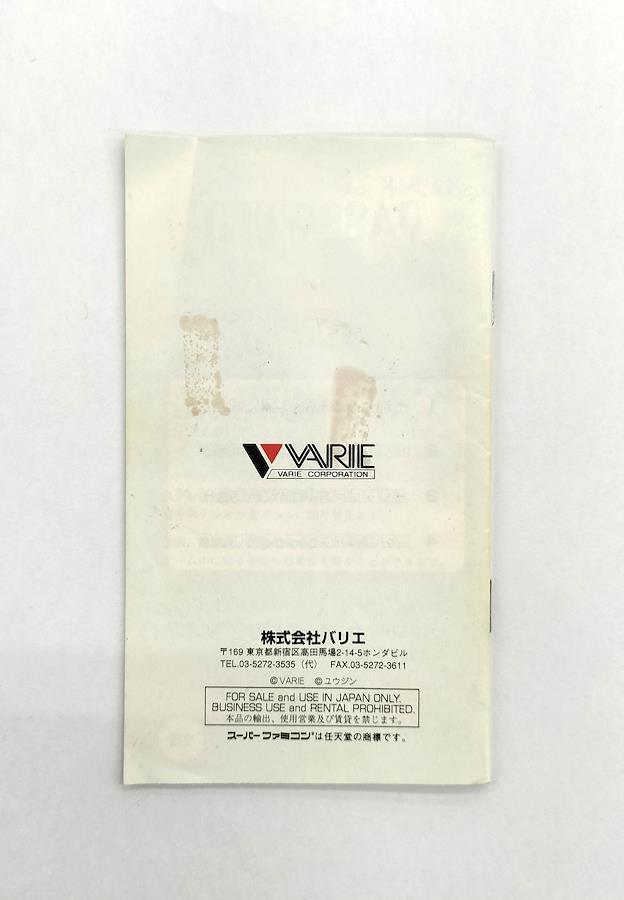 VARIE
VARIE CORPORATION
株式会社バリエ
〒169 東京都新宿区高田馬場2-14-5ホンダビル
TEL.03-5272-3535（代） FAX.03-5272-3611
©VARIE ©ユウジン
FOR SALE and USE IN JAPAN ONLY.
BUSINESS USE and RENTAL PROHIBITED.
本品の輸出、使用営業及び賃貸を禁じます。
スーパーファミコン®は任天堂の商標です。